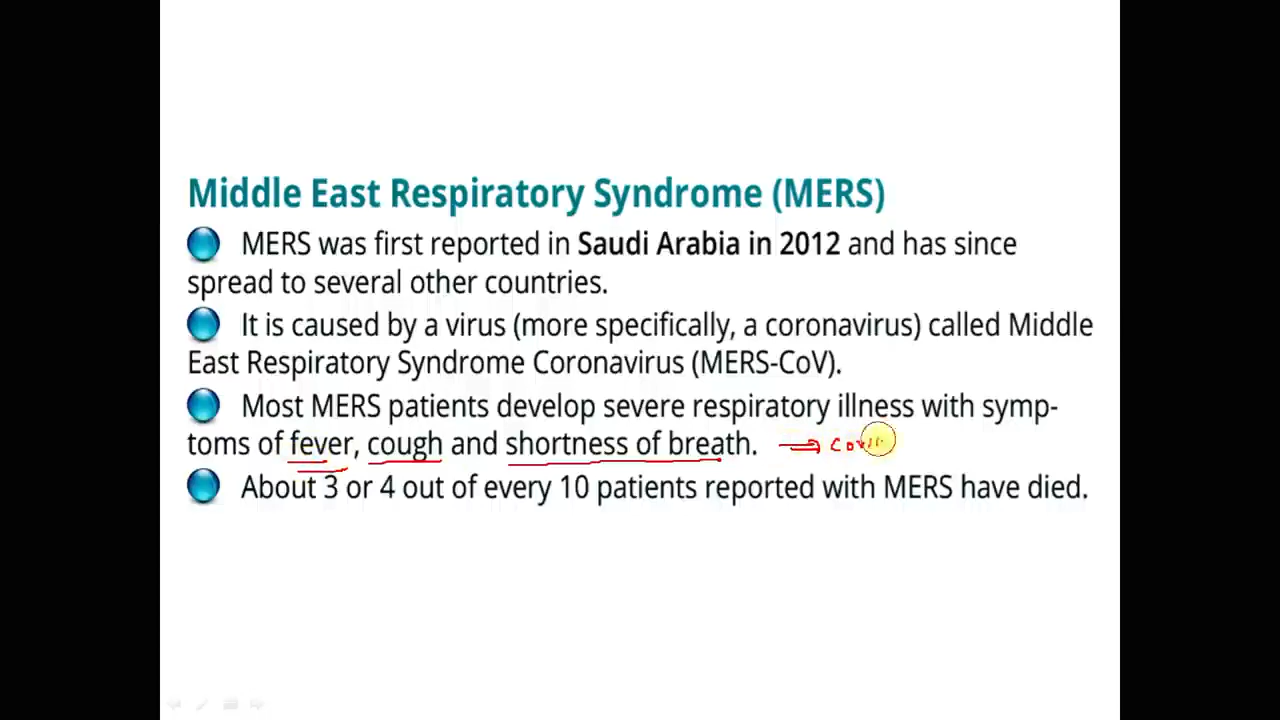 Middle East Respiratory Syndrome (MERS)
MERS was first reported in Saudi Arabia in 2012 and has since
spread to several other countries.
It is caused by a virus (more specifically, a coronavirus) called Middle
East Respiratory Syndrome Coronavirus (MERS-CoV).
Most MERS patients develop severe respiratory illness with symp-
toms of fever, cough and shortness of breath.
About 3 or 4 out of every 10 patients reported with MERS have died.